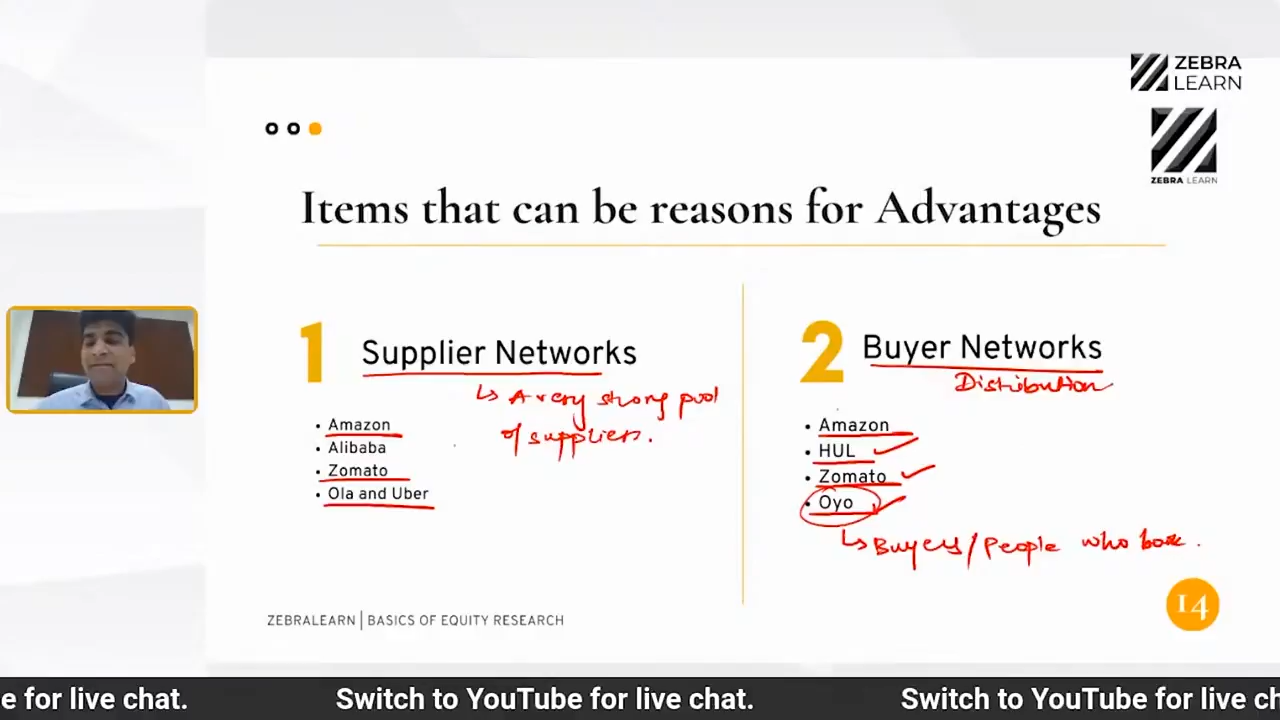 ZEBRA
LEARN
ZEBRA LEARN
Items that can be reasons for Advantages
1 Supplier Networks
↳ A very strong pool
of suppliers.
• Amazon
• Alibaba
• Zomato
• Ola and Uber
2 Buyer Networks
Distribution
• Amazon
• HUL
• Zomato
• Oyo
↳ Buyers/People who
14
ZEBRALEARN | BASICS OF EQUITY RESEARCH
e for live chat. Switch to YouTube for live chat. Switch to YouTube for live ch